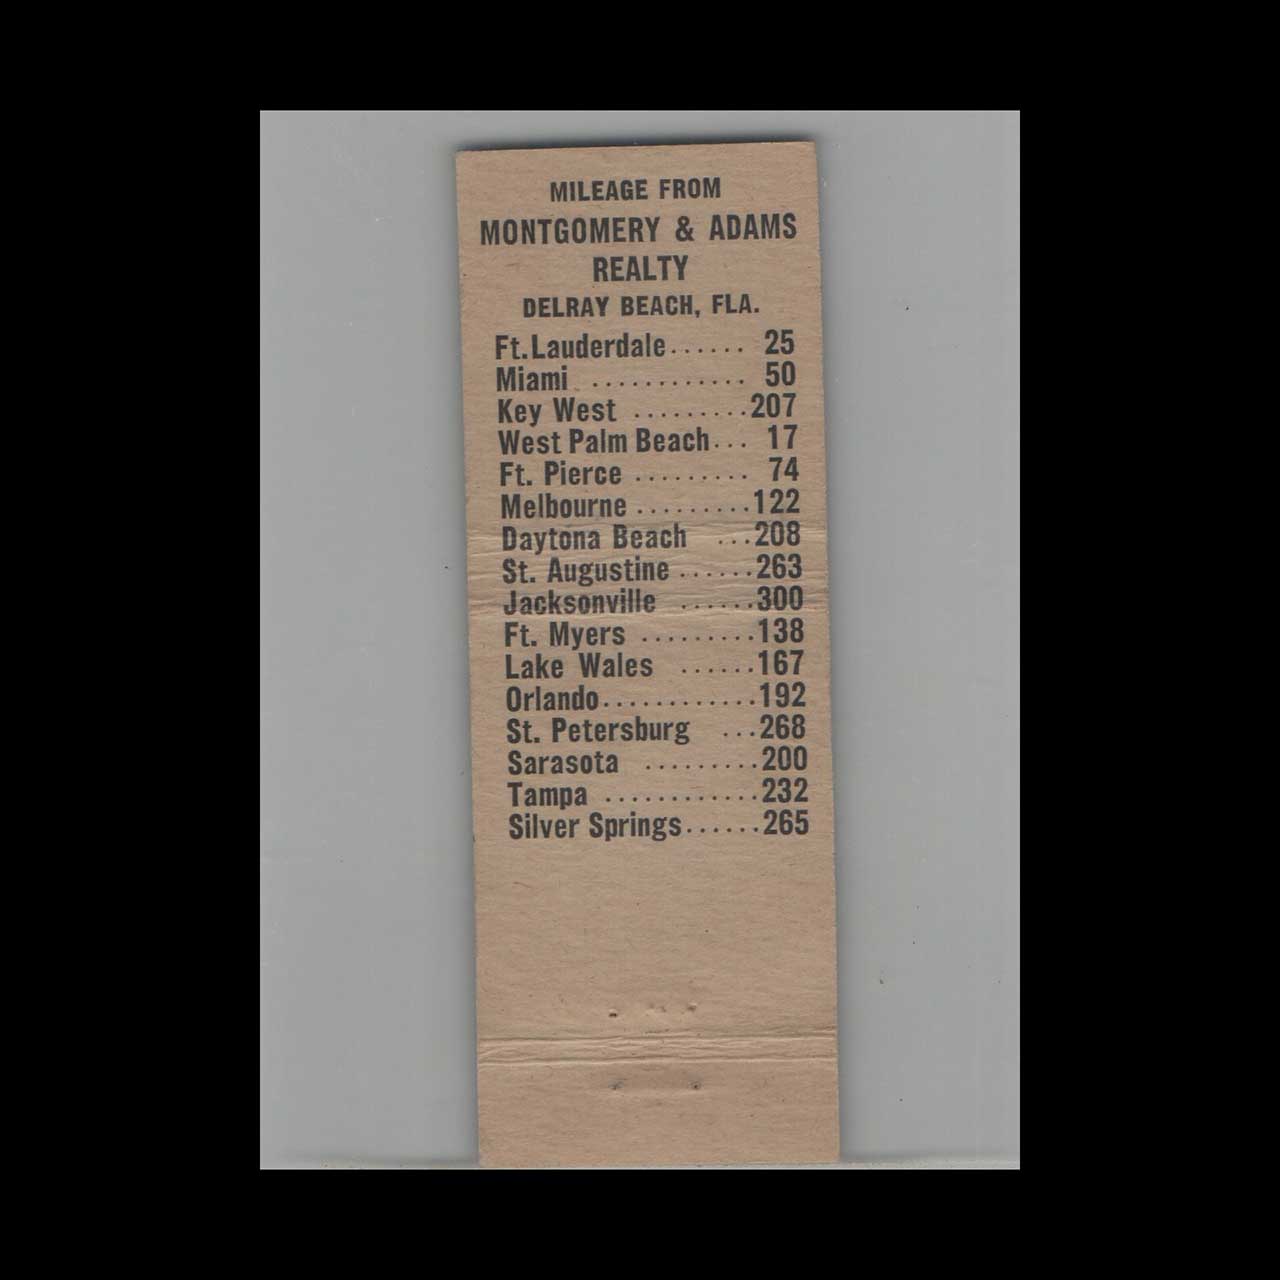 MILEAGE FROM
MONTGOMERY & ADAMS
REALTY
DELRAY BEACH, FLA.
Ft.Lauderdale...... 25
Miami ............ 50
Key West .........207
West Palm Beach... 17
Ft. Pierce ......... 74
Melbourne .........122
Daytona Beach ...208
St. Augustine ......263
Jacksonville ......300
Ft. Myers .........138
Lake Wales ......167
Orlando............192
St. Petersburg ...268
Sarasota .........200
Tampa ............232
Silver Springs......265